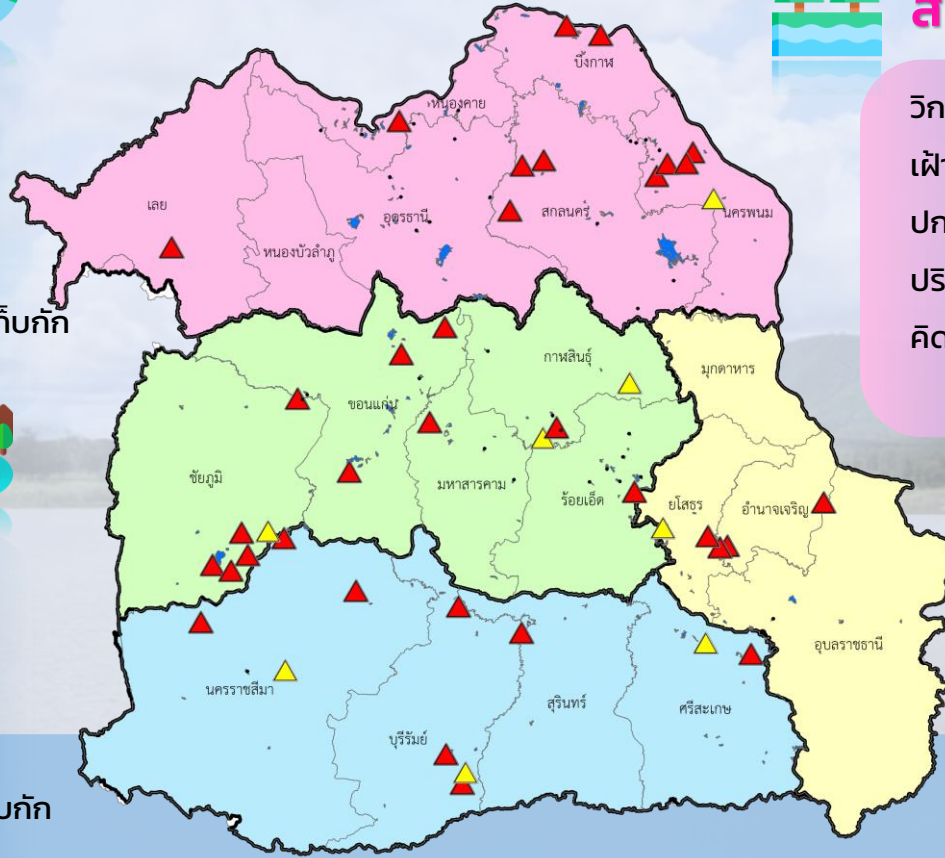 ส
บึงกาฬ
หนองคาย
วิก
เฝ้า
ปก
ปริ
คิด
เลย
อุดรธานี
สกลนคร
นครพนม
หนองบัวลำภู
ก็บกัก
กาฬสินธุ์
มุกดาหาร
ขอนแก่น
ชัยภูมิ
มหาสารคาม
ร้อยเอ็ด
ยโสธร
อำนาจเจริญ
อุบลราชธานี
นครราชสีมา
สุรินทร์
ศรีสะเกษ
บุรีรัมย์
บกัก